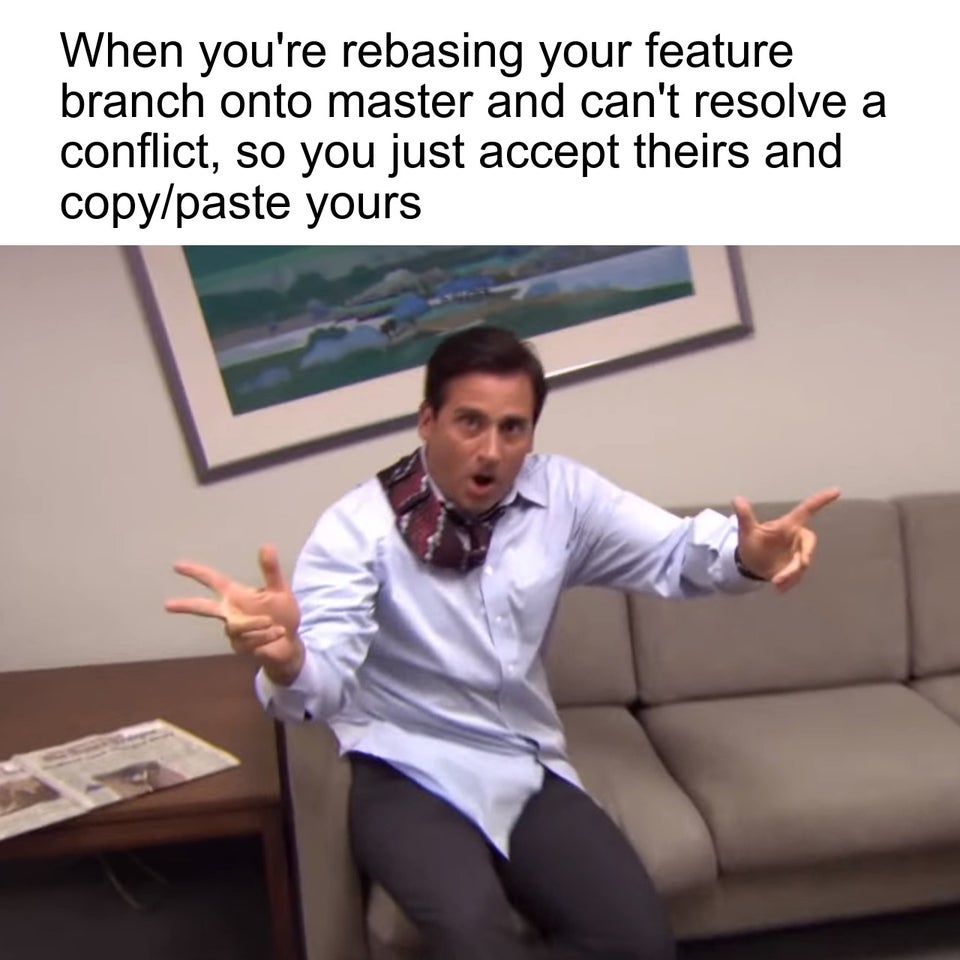 When you're rebasing your feature
branch onto master and can't resolve a
conflict, so you just accept theirs and
copy/paste yours